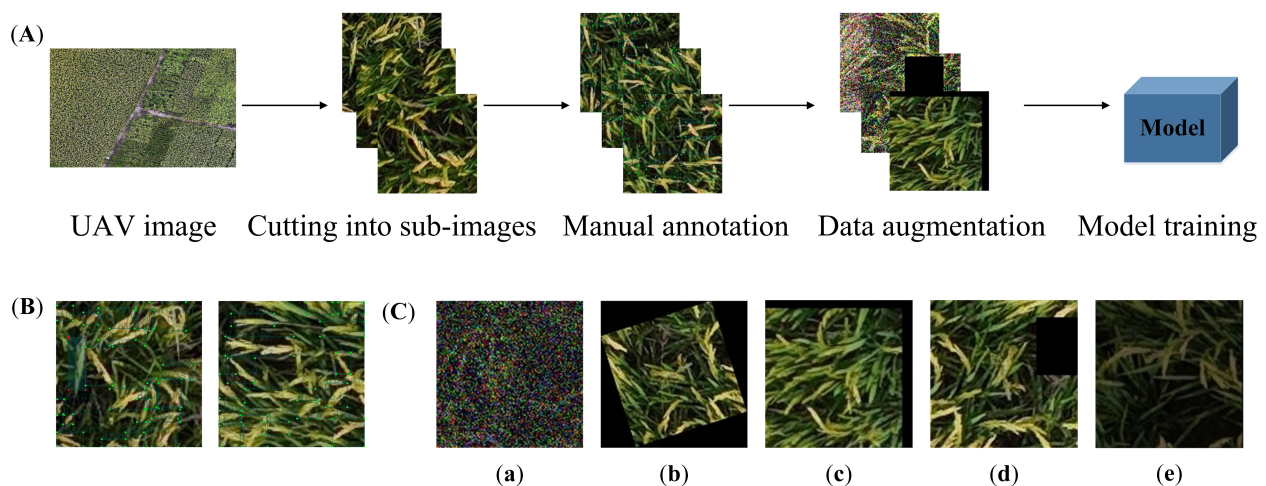 (A)
Model
UAV image
Cutting into sub-images
Manual annotation
Data augmentation
Model training
(B)
(C)
(a)
(b)
(c)
(d)
(e)